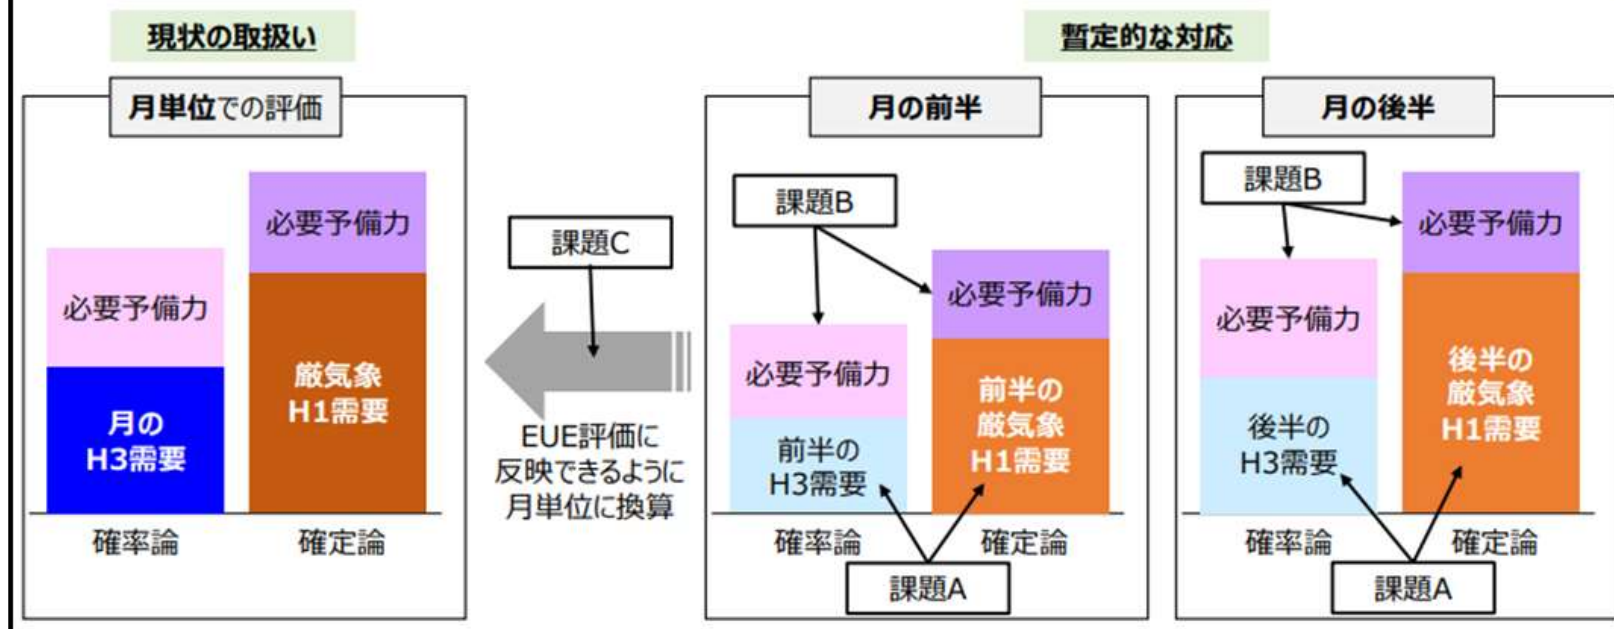 現状の取扱い
月単位での評価
必要予備力
月の
H3需要
確率論
必要予備力
厳気象
H1需要
確定論
課題C
EUE評価に
反映できるように
月単位に換算
暫定的な対応
月の前半
課題B
必要予備力
前半の
H3需要
確率論
必要予備力
前半の
厳気象
H1需要
確定論
課題A
月の後半
課題B
必要予備力
後半の
H3需要
確率論
必要予備力
後半の
厳気象
H1需要
確定論
課題A